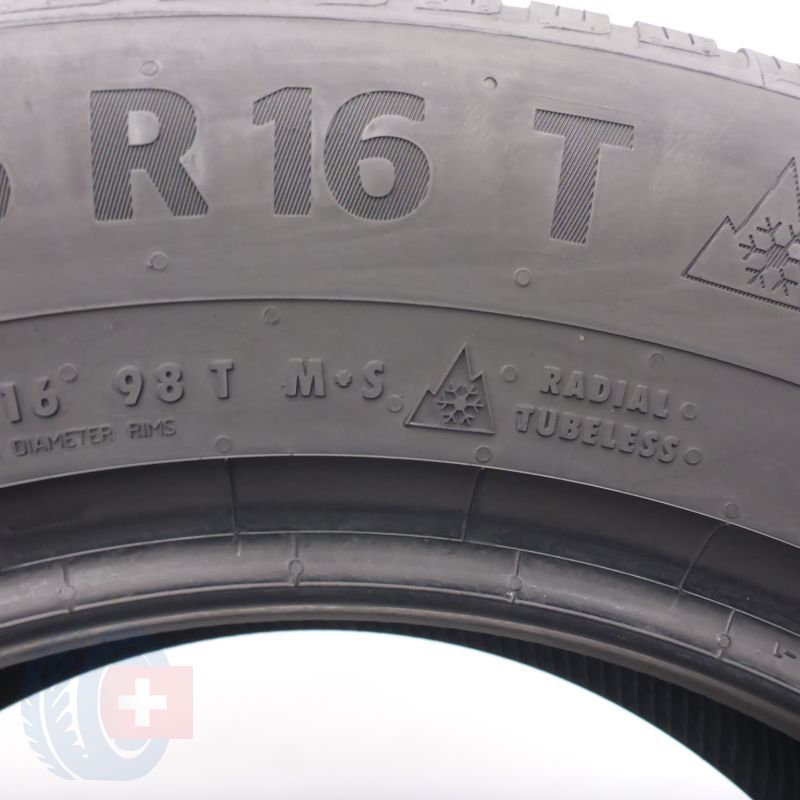 R16 T
16 98 T M+S RADIAL
DIAMETER RIMS TUBELESS